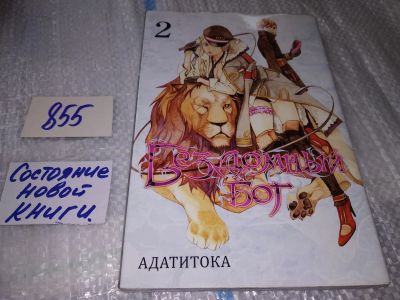 855
Состояние
новой
книги.
2
Бездомный
Бог
АДАТИТОКА